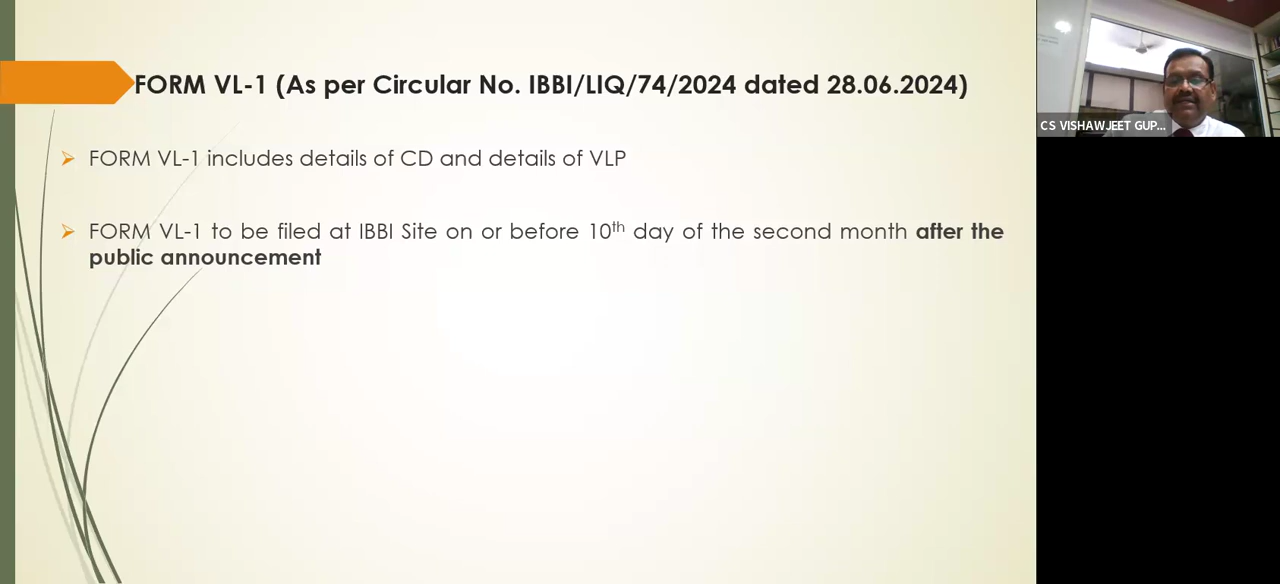 FORM VL-1 (As per Circular No. IBBI/LIQ/74/2024 dated 28.06.2024)
FORM VL-1 includes details of CD and details of VLP
FORM VL-1 to be filed at IBBI Site on or before 10th day of the second month after the
public announcement
CS VISHAWJEET GUP...